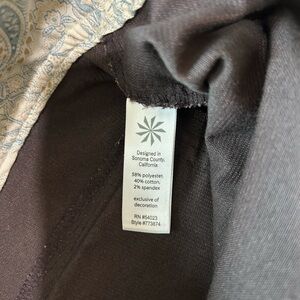 Designed in
Sonoma County,
California
58% polyester,
40% cotton,
2% spandex
exclusive of
decoration
RN #54023
Style #773874